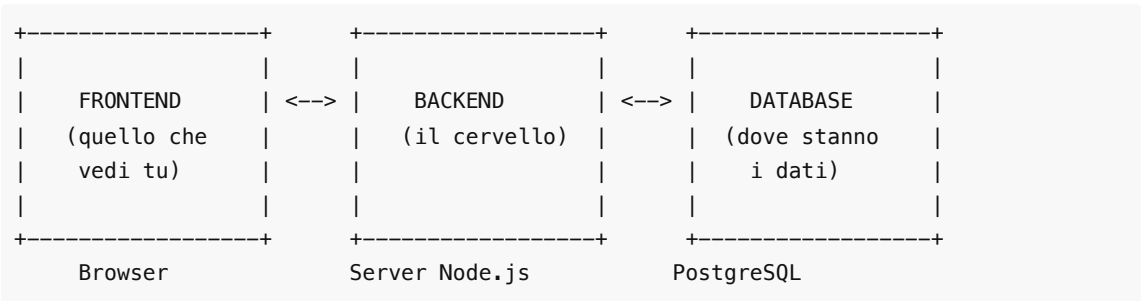 +------------------+ +------------------+ +------------------+
| | | | | |
| FRONTEND | <--> | BACKEND | <--> | DATABASE |
| (quello che | | (il cervello) | | (dove stanno |
| vedi tu) | | | | i dati) |
| | | | | |
+------------------+ +------------------+ +------------------+
Browser Server Node.js PostgreSQL